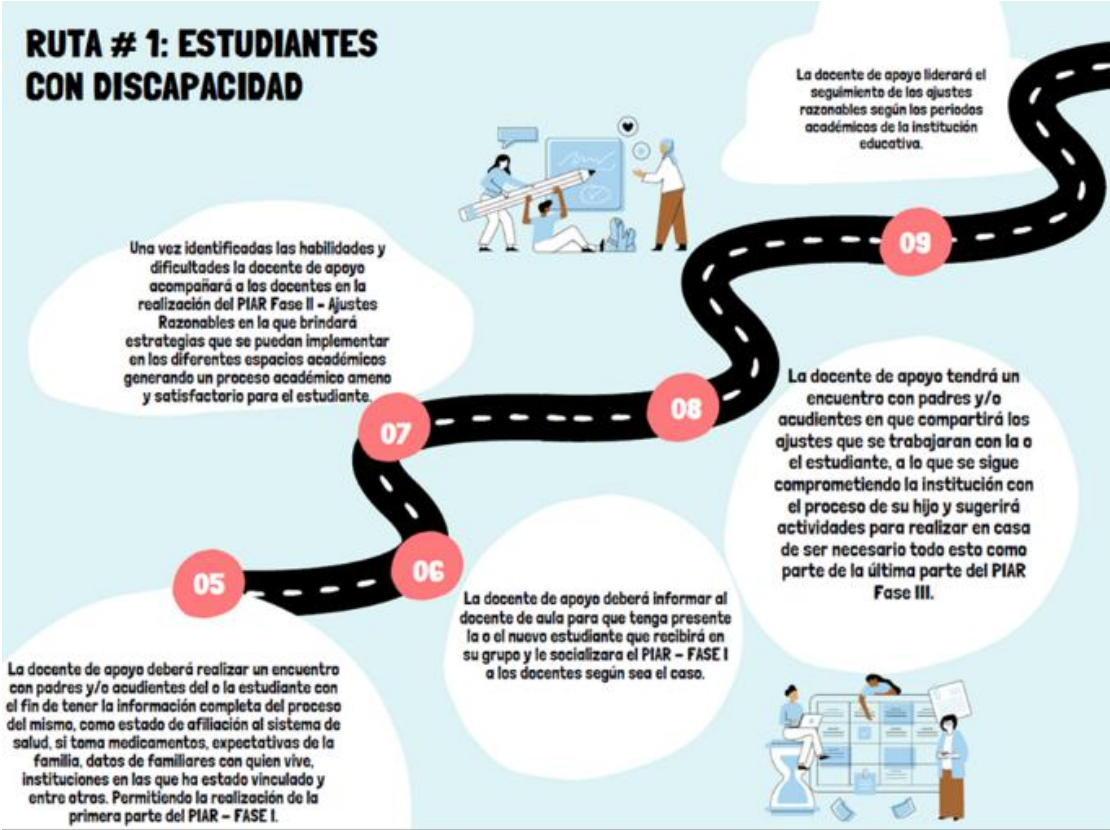 RUTA # 1: ESTUDIANTES
CON DISCAPACIDAD
05
La docente de apoyo deberá realizar un encuentro
con padres y/o acudientes del o la estudiante con
el fin de tener la información completa del proceso
del mismo, como estado de afiliación al sistema de
salud, si toma medicamentos, expectativas de la
familia, datos de familiares con quien vive,
instituciones en las que ha estado vinculado y
entre otros. Permitiendo la realización de la
primera parte del PIAR – FASE I.
06
La docente de apoyo deberá informar al
docente de aula para que tenga presente
la o el nuevo estudiante que recibirá en
su grupo y le socializara el PIAR – FASE I
a los docentes según sea el caso.
07
Una vez identificadas las habilidades y
dificultades la docente de apoyo
acompañará a los docentes en la
realización del PIAR Fase II – Ajustes
Razonables en la que brindará
estrategias que se puedan implementar
en los diferentes espacios académicos
generando un proceso académico ameno
y satisfactorio para el estudiante.
08
La docente de apoyo tendrá un
encuentro con padres y/o
acudientes en que compartirá los
ajustes que se trabajaran con la o
el estudiante, a lo que se sigue
comprometiendo la institución con
el proceso de su hijo y sugerirá
actividades para realizar en casa
de ser necesario todo esto como
parte de la última parte del PIAR
Fase III.
09
La docente de apoyo liderará el
seguimiento de los ajustes
razonables según los periodos
académicos de la institución
educativa.